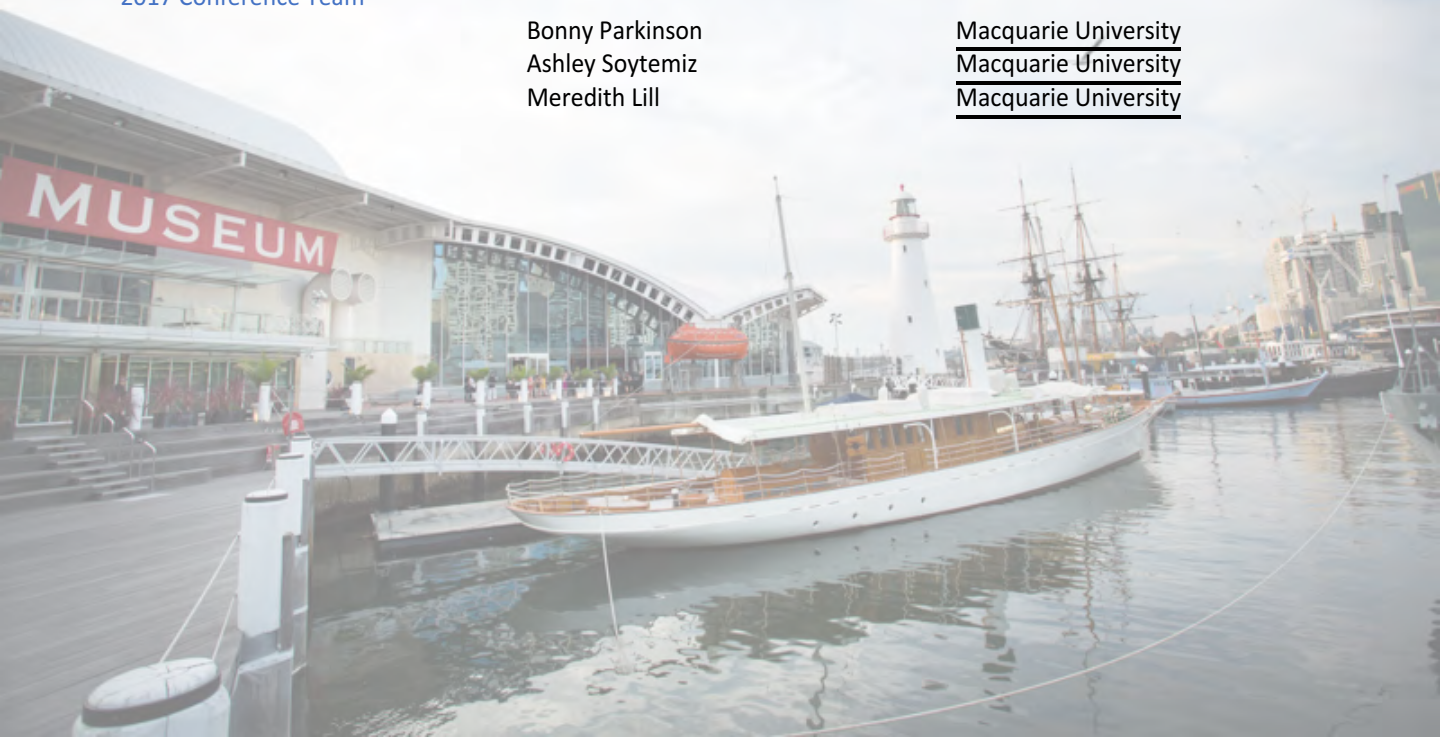 2017 Conference Team
Bonny Parkinson Macquarie University
Ashley Soytemiz Macquarie University
Meredith Lill Macquarie University
MUSEUM